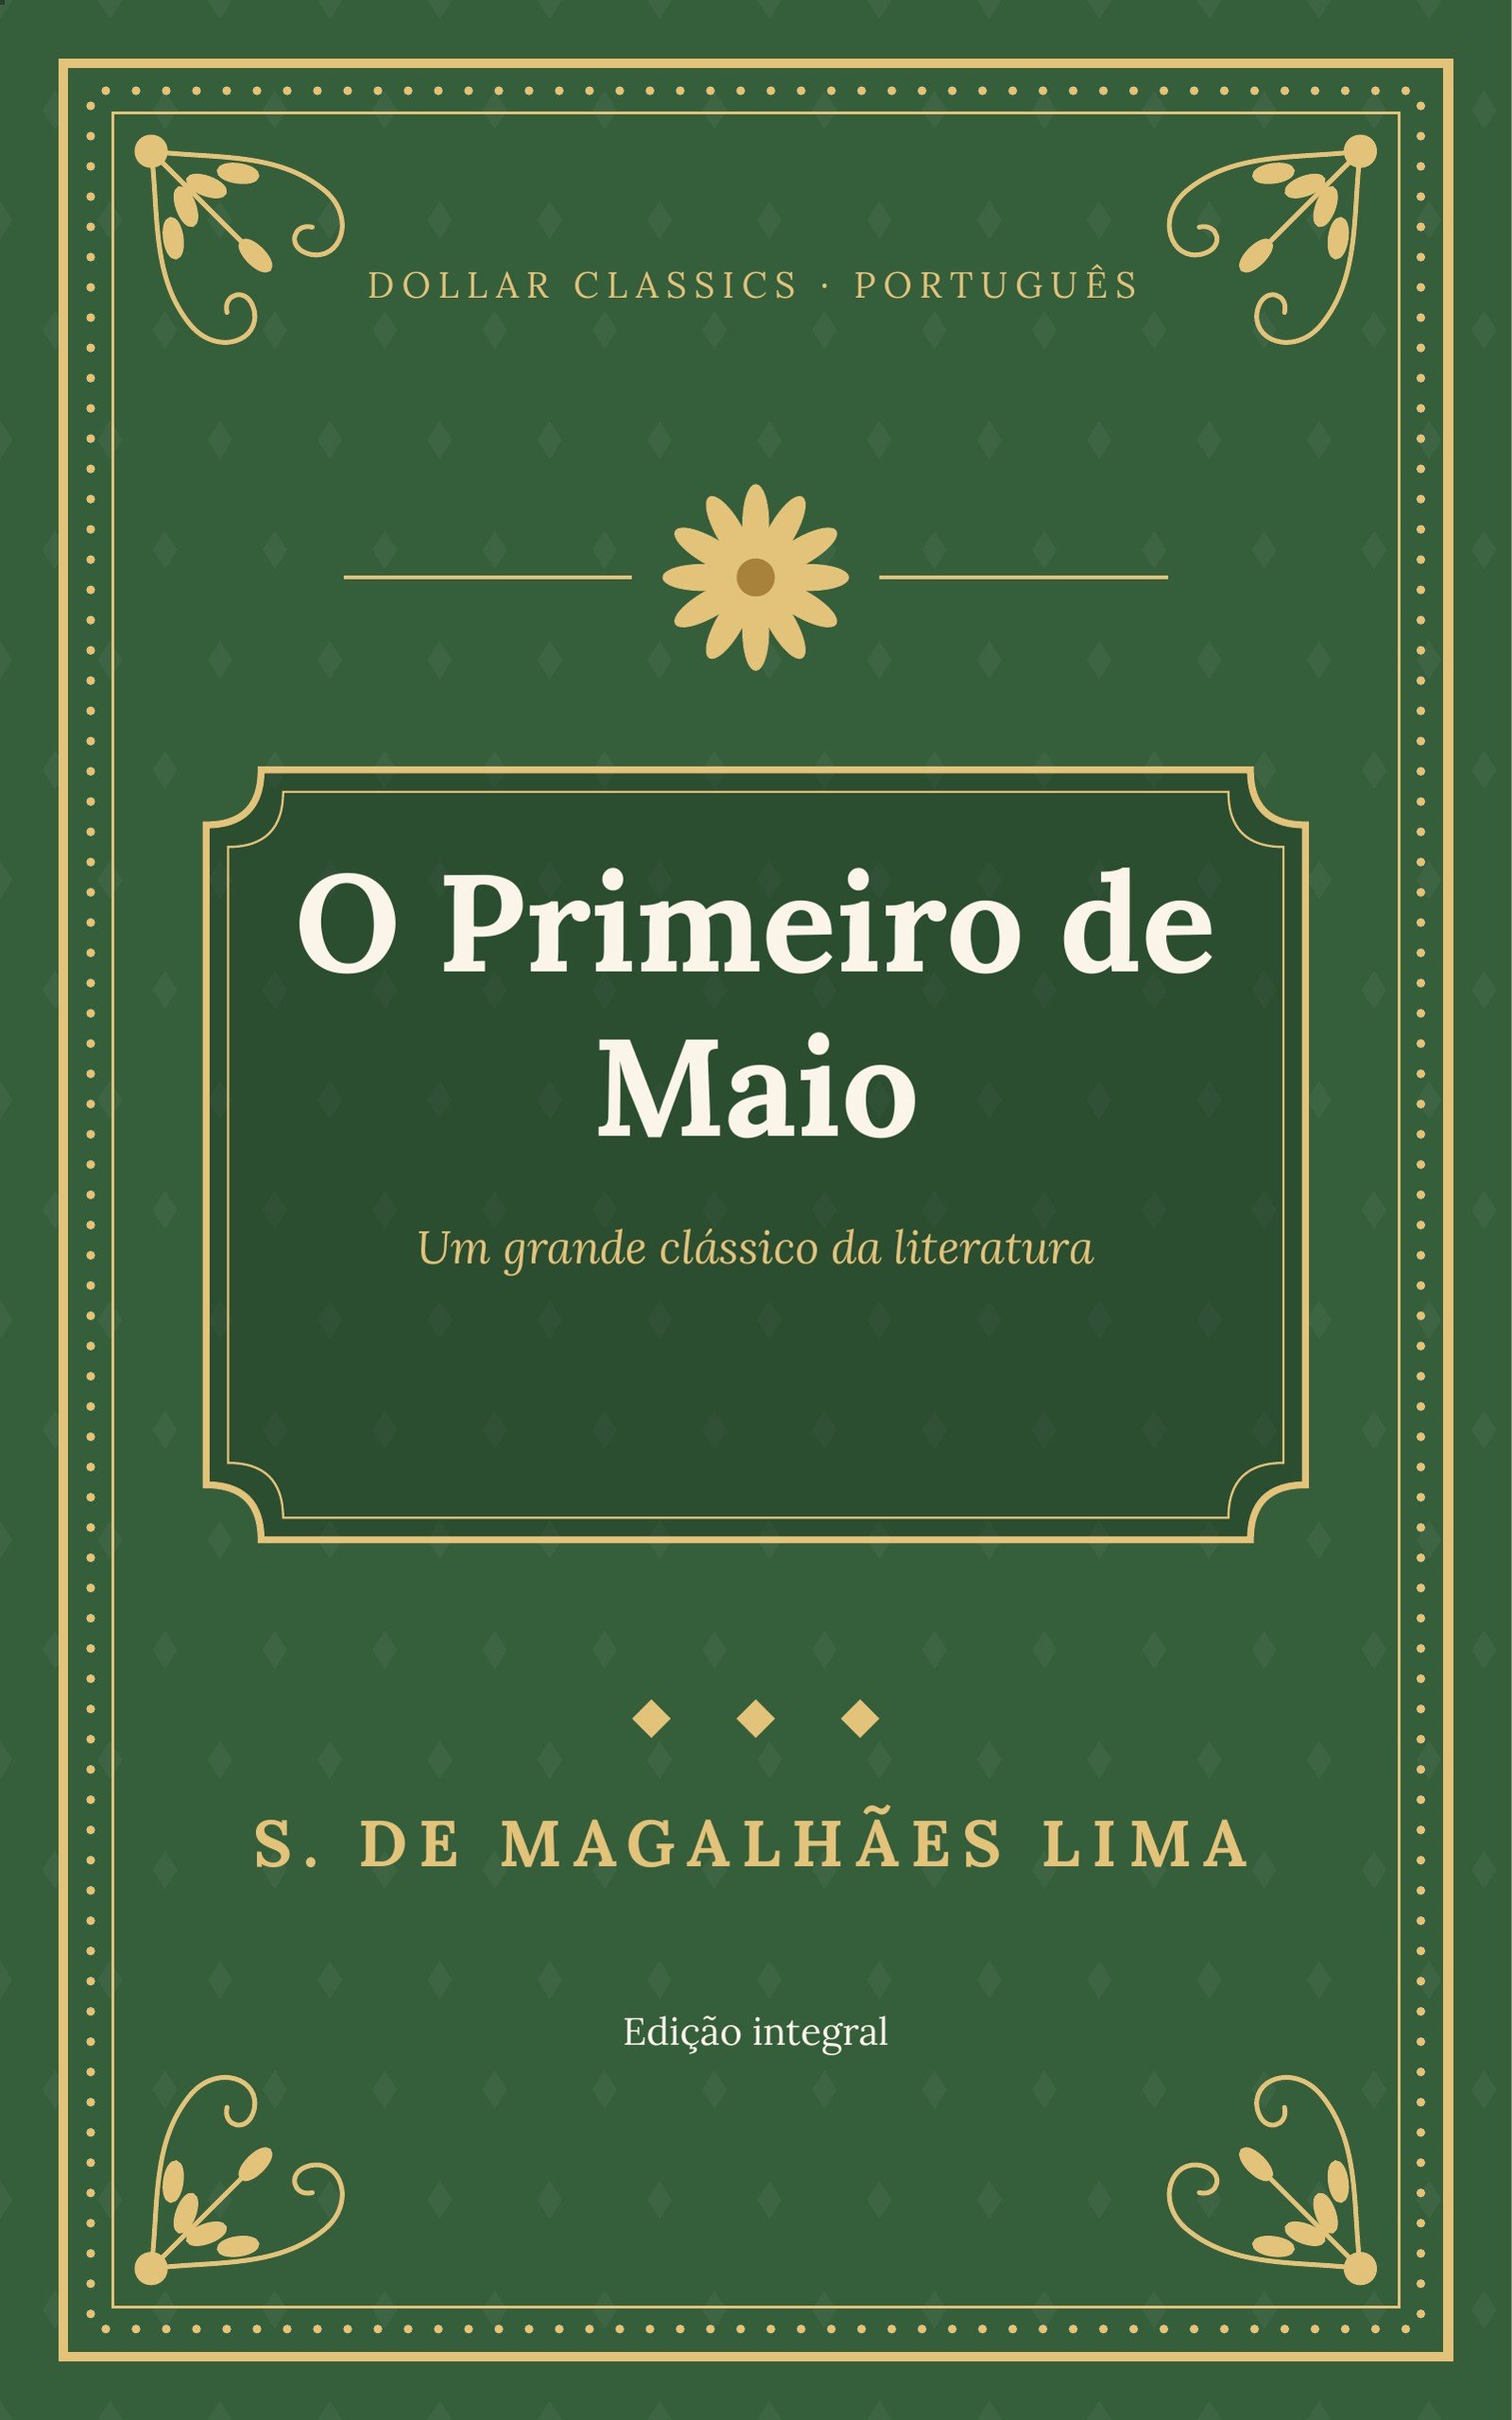 DOLLAR CLASSICS · PORTUGUÊS
O Primeiro de
Maio
Um grande clássico da literatura
S. DE MAGALHÃES LIMA
Edição integral